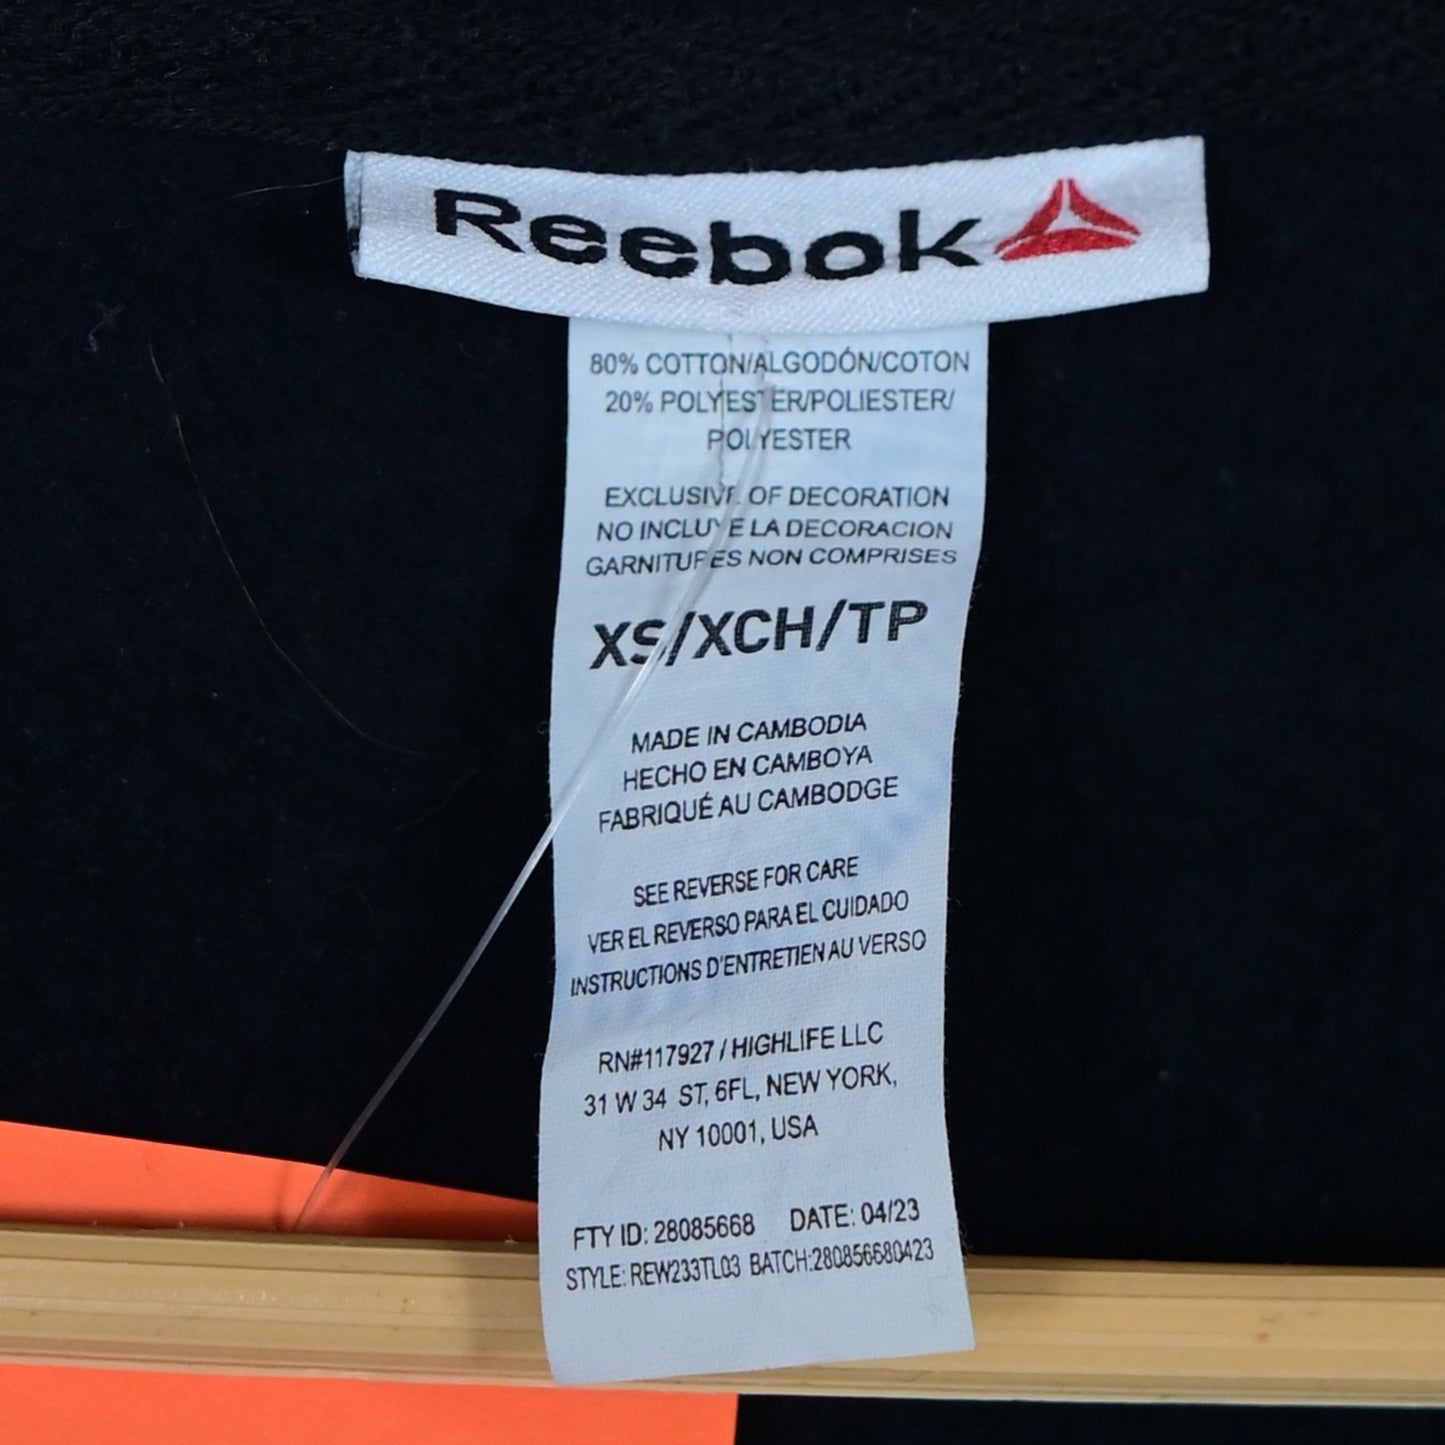 Reebok
80% COTTON/ALGODÓN/COTON
20% POLYESTER/POLIESTER/
POLYESTER
EXCLUSIVE OF DECORATION
NO INCLUYE LA DECORACION
GARNITURES NON COMPRISES
XS/XCH/TP
MADE IN CAMBODIA
HECHO EN CAMBOYA
FABRIQUÉ AU CAMBODGE
SEE REVERSE FOR CARE
VER EL REVERSO PARA EL CUIDADO
INSTRUCTIONS D'ENTRETIEN AU VERSO
RN#117927 / HIGHLIFE LLC
31 W 34 ST, 6FL, NEW YORK,
NY 10001, USA
FTY ID: 28085668 DATE: 04/23
STYLE: REW233TL03 BATCH:280856680423